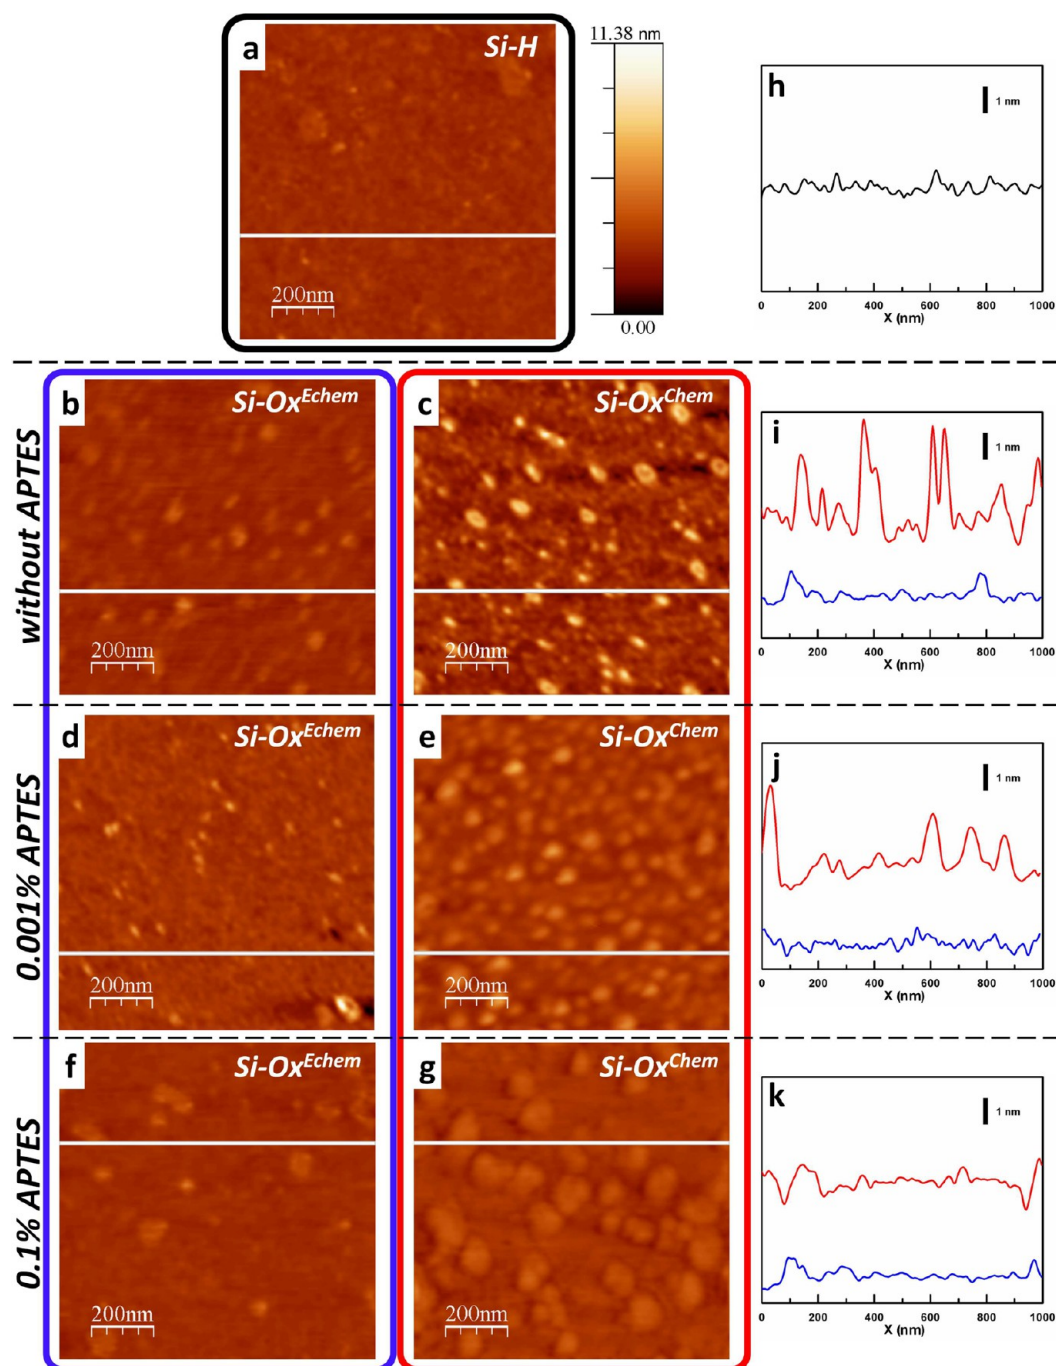 a
Si-H
11.38 nm
0.00
200nm
h
1 nm
0 200 400 600 800 1000
X (nm)
without APTES
b
Si-Ox^Echem
200nm
c
Si-Ox^Chem
200nm
i
1 nm
0 200 400 600 800 1000
X (nm)
0.001% APTES
d
Si-Ox^Echem
200nm
e
Si-Ox^Chem
200nm
j
1 nm
0 200 400 600 800 1000
X (nm)
0.1% APTES
f
Si-Ox^Echem
200nm
g
Si-Ox^Chem
200nm
k
1 nm
0 200 400 600 800 1000
X (nm)